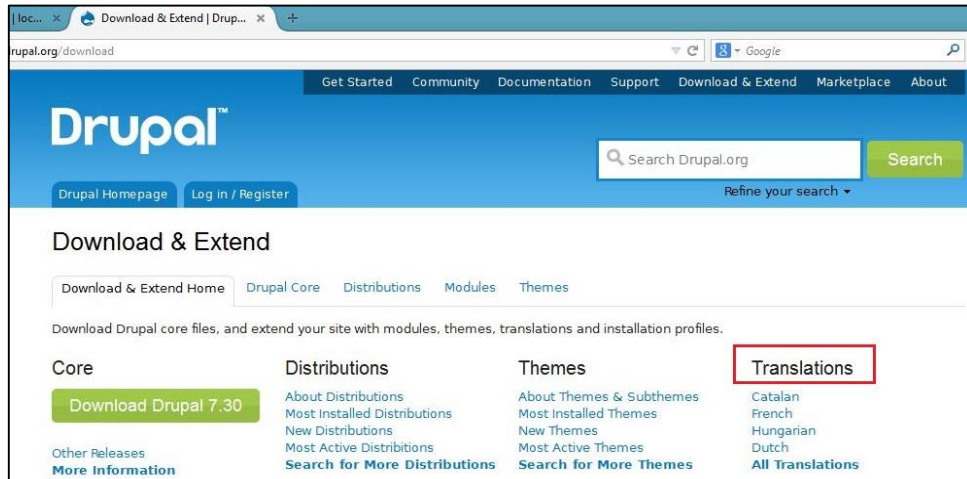 | loc... × Download & Extend | Drup... × +
drupal.org/download Google
Get Started Community Documentation Support Download & Extend Marketplace About
Drupal™
Search Drupal.org Search
Refine your search
Drupal Homepage Log in / Register
Download & Extend
Download & Extend Home Drupal Core Distributions Modules Themes
Download Drupal core files, and extend your site with modules, themes, translations and installation profiles.
Core
Download Drupal 7.30
Other Releases
More Information
Distributions
About Distributions
Most Installed Distributions
New Distributions
Most Active Distribitions
Search for More Distributions
Themes
About Themes & Subthemes
Most Installed Themes
New Themes
Most Active Themes
Search for More Themes
Translations
Catalan
French
Hungarian
Dutch
All Translations